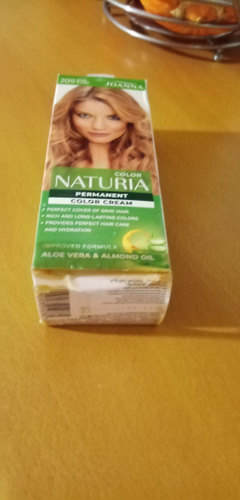 209
JOANNA
COLOR
NATURIA
PERMANENT
COLOR CREAM
• PERFECT COVER OF GRAY HAIR
• RICH AND LONG-LASTING COLORS
• PROVIDES PERFECT HAIR CARE
AND HYDRATION
IMPROVED FORMULA
ALOE VERA & ALMOND OIL